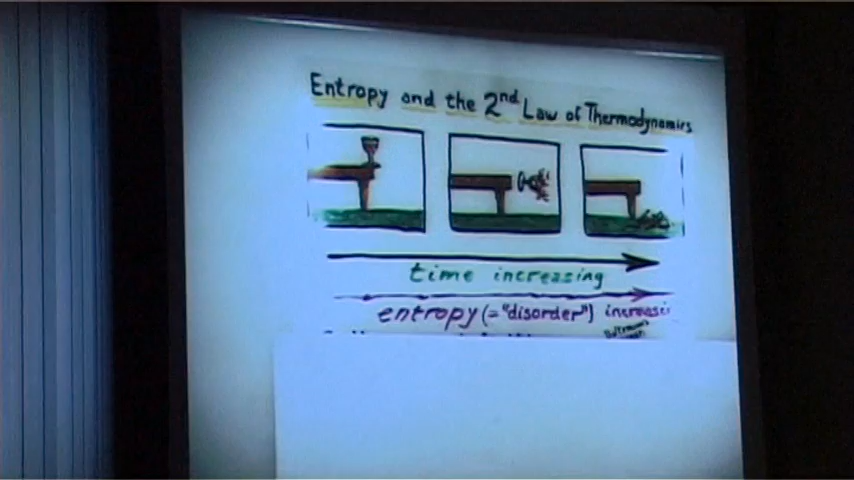 Entropy and the 2nd Law of Thermodynamics
time increasing
entropy (= "disorder")